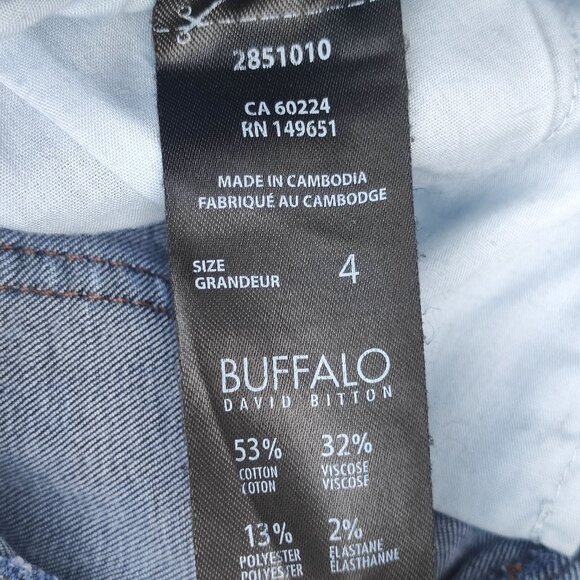 2851010
CA 60224
RN 149651
MADE IN CAMBODIA
FABRIQUÉ AU CAMBODGE
SIZE
GRANDEUR 4
BUFFALO
DAVID BITTON
53% 32%
COTTON VISCOSE
COTON VISCOSE
13% 2%
POLYESTER ELASTANE
POLYESTER ÉLASTHANNE